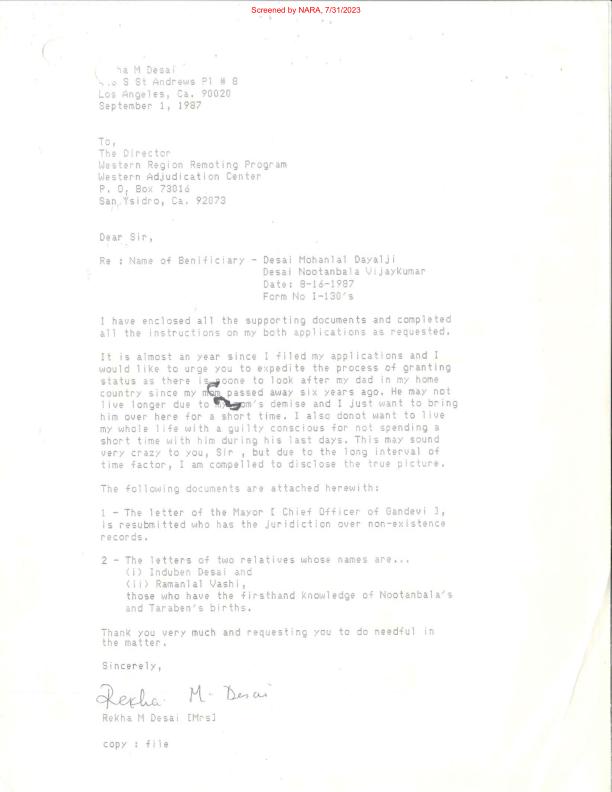 Screened by NARA, 7/31/2023
ha M Desai
S St Andrews Pl # 8
Los Angeles, Ca. 90020
September 1, 1987
To,
The Director
Western Region Remoting Program
Western Adjudication Center
P. O. Box 73016
San Ysidro, Ca. 92073
Dear Sir,
Re : Name of Benificiary - Desai Mohanlal Dayalji
Desai Nootanbala Vijaykumar
Date: 8-16-1987
Form No I-130's
I have enclosed all the supporting documents and completed
all the instructions on my both applications as requested.
It is almost an year since I filed my applications and I
would like to urge you to expedite the process of granting
status as there is noone to look after my dad in my home
country since my mom passed away six years ago. He may not
live longer due to my mom's demise and I just want to bring
him over here for a short time. I also donot want to live
my whole life with a guilty conscious for not spending a
short time with him during his last days. This may sound
very crazy to you, Sir , but due to the long interval of
time factor, I am compelled to disclose the true picture.
The following documents are attached herewith:
1 - The letter of the Mayor [ Chief Officer of Gandevi ],
is resubmitted who has the juridiction over non-existence
records.
2 - The letters of two relatives whose names are...
(i) Induben Desai and
(ii) Ramanlal Vashi,
those who have the firsthand knowledge of Nootanbala's
and Taraben's births.
Thank you very much and requesting you to do needful in
the matter.
Sincerely,
Rekha M. Desai
Rekha M Desai [Mrs]
copy : file